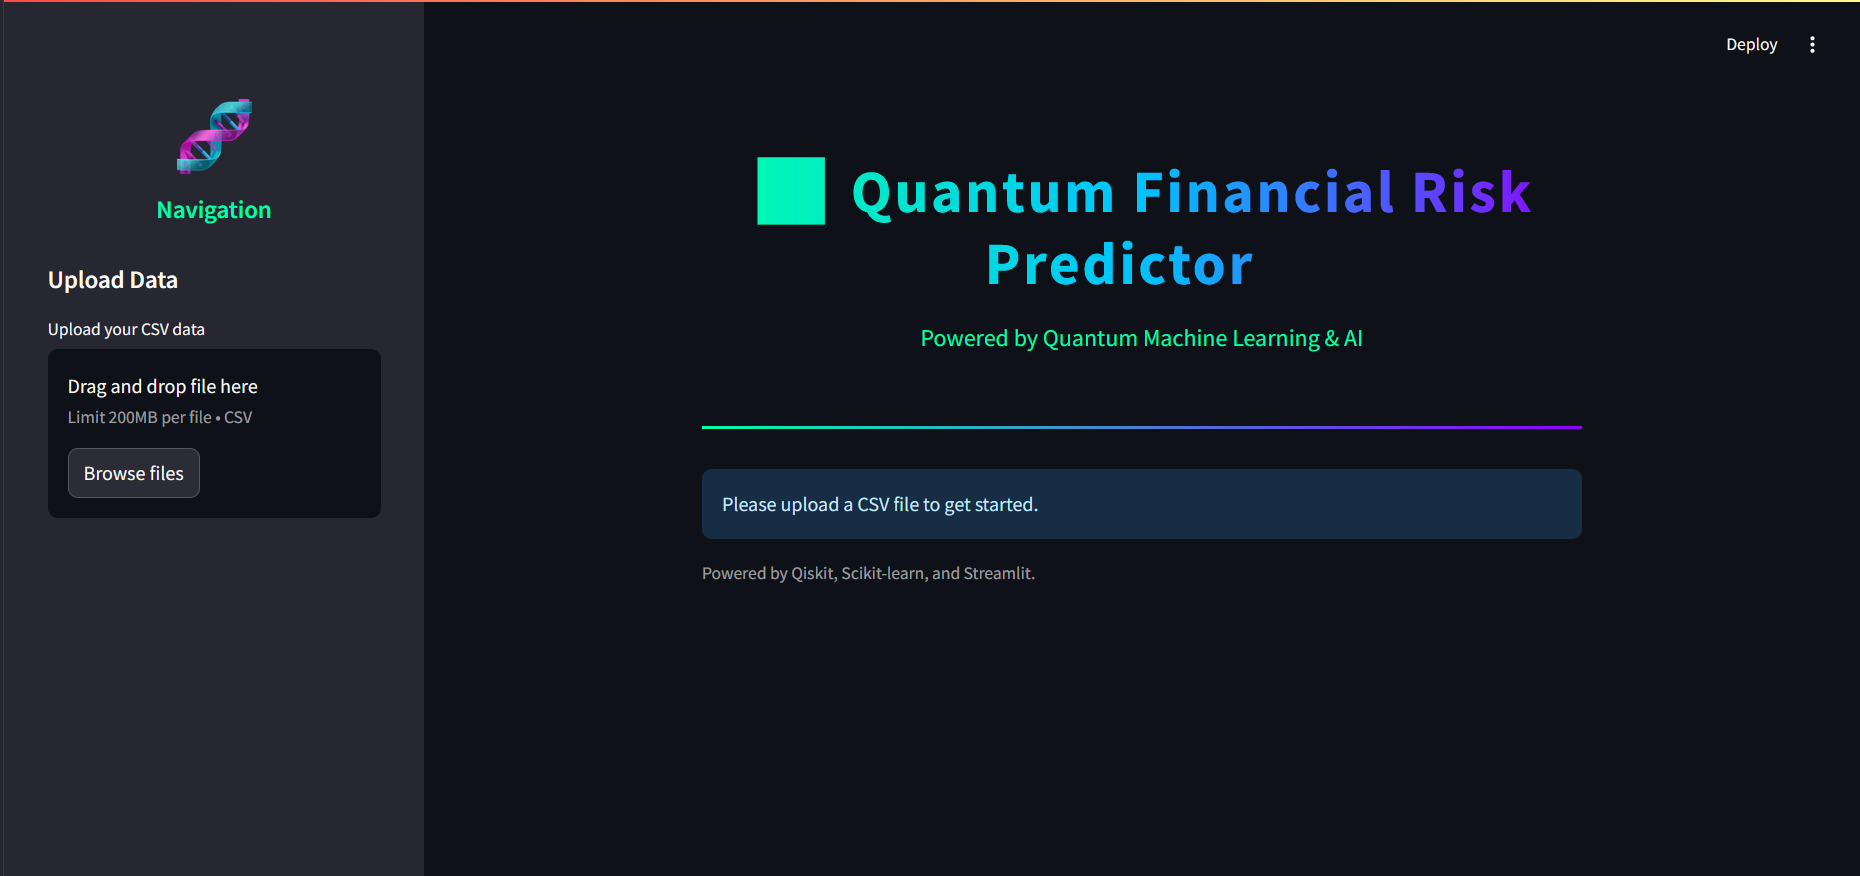 Deploy
Navigation
Upload Data
Upload your CSV data
Drag and drop file here
Limit 200MB per file • CSV
Browse files
Quantum Financial Risk
Predictor
Powered by Quantum Machine Learning & AI
Please upload a CSV file to get started.
Powered by Qiskit, Scikit-learn, and Streamlit.